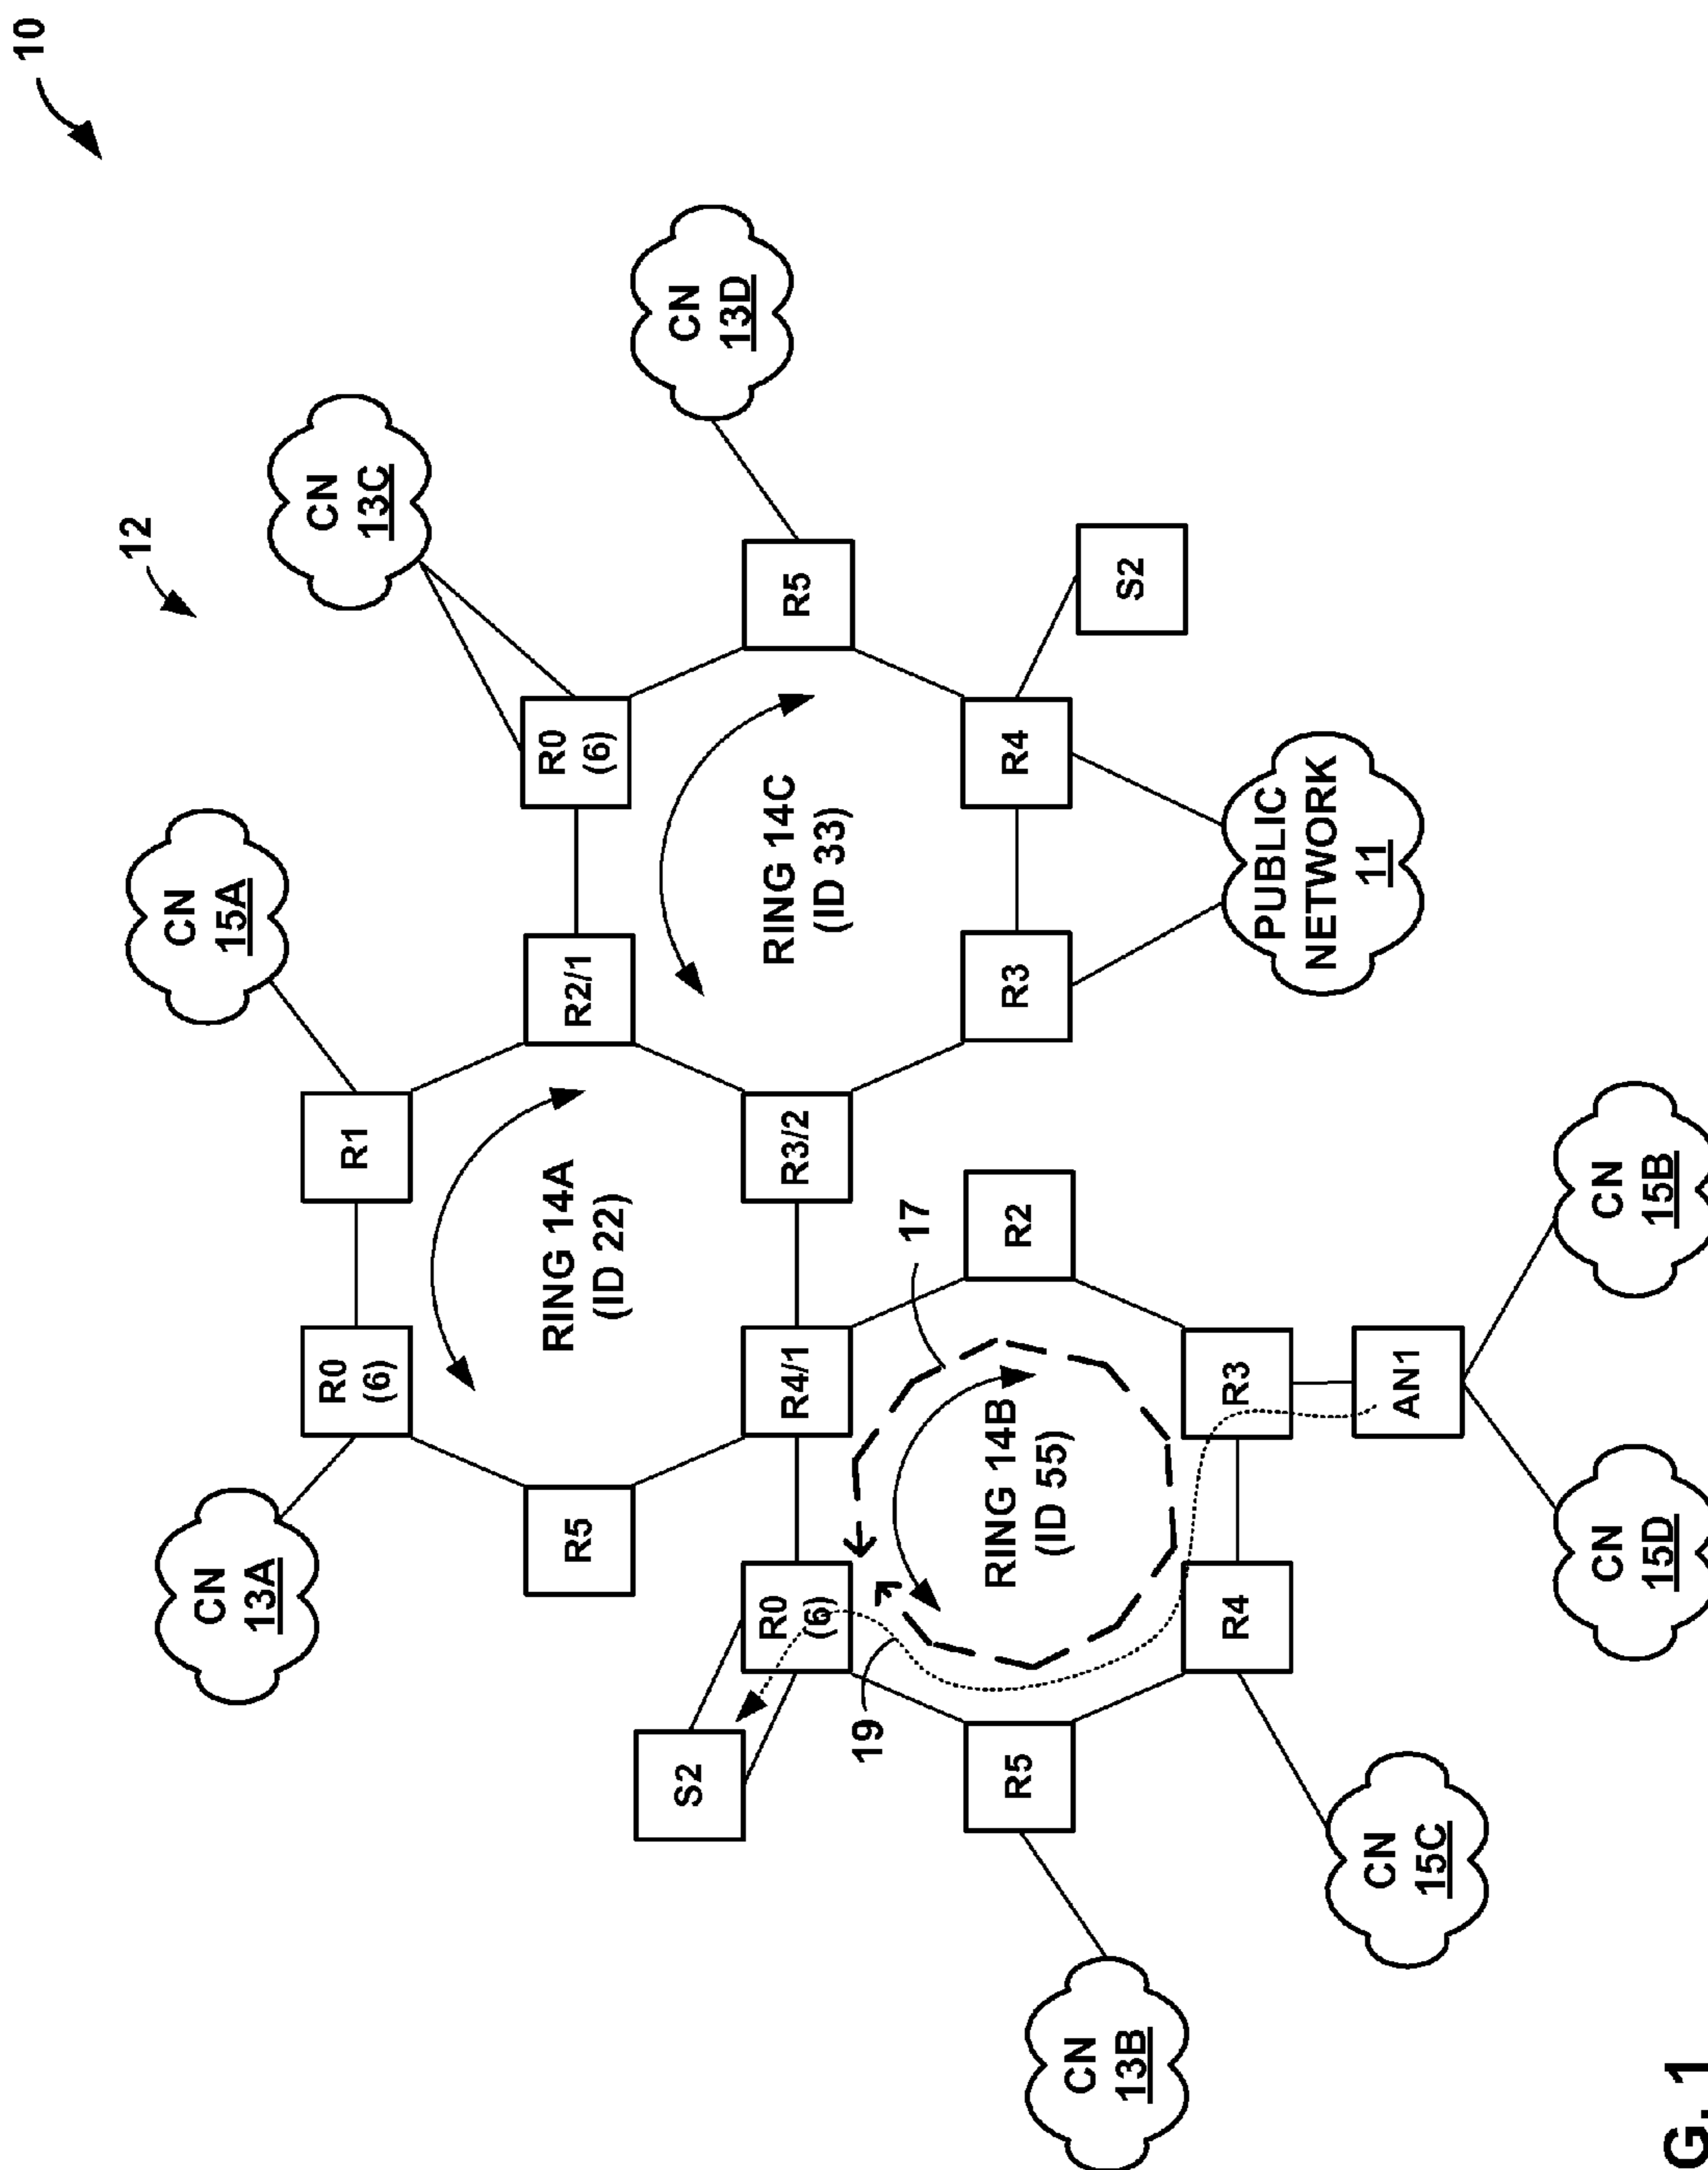 10
12
CN
15A
CN
13A
CN
13C
R0
(6)
R1
R5
RING 14A
(ID 22)
R2/1
R0
(6)
S2
CN
13D
R0
(6)
R4/1
R3/2
RING 14C
(ID 33)
R5
19
17
R5
RING 14B
(ID 55)
R2
R3
R4
S2
CN
13B
R4
R3
PUBLIC
NETWORK
11
CN
15C
AN1
CN
15D
CN
15B
G. 1